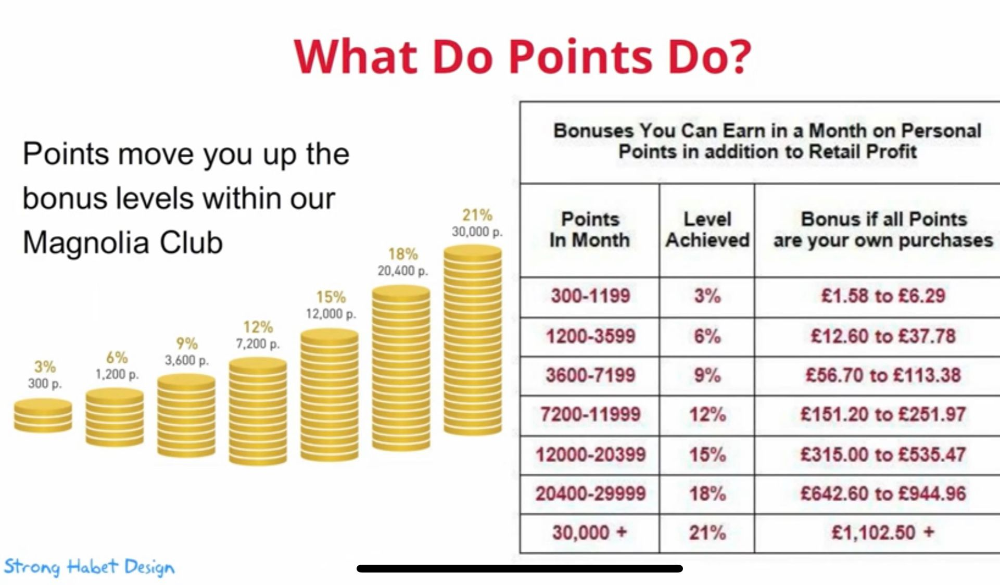 What Do Points Do?
Points move you up the
bonus levels within our
Magnolia Club
3%
300 p.
6%
1,200 p.
9%
3,600 p.
12%
7,200 p.
15%
12,000 p.
18%
20,400 p.
21%
30,000 p.
Bonuses You Can Earn in a Month on Personal
Points in addition to Retail Profit
Points
In Month
Level
Achieved
Bonus if all Points
are your own purchases
300-1199 3% £1.58 to £6.29
1200-3599 6% £12.60 to £37.78
3600-7199 9% £56.70 to £113.38
7200-11999 12% £151.20 to £251.97
12000-20399 15% £315.00 to £535.47
20400-29999 18% £642.60 to £944.96
30,000 + 21% £1,102.50 +
Strong Habet Design